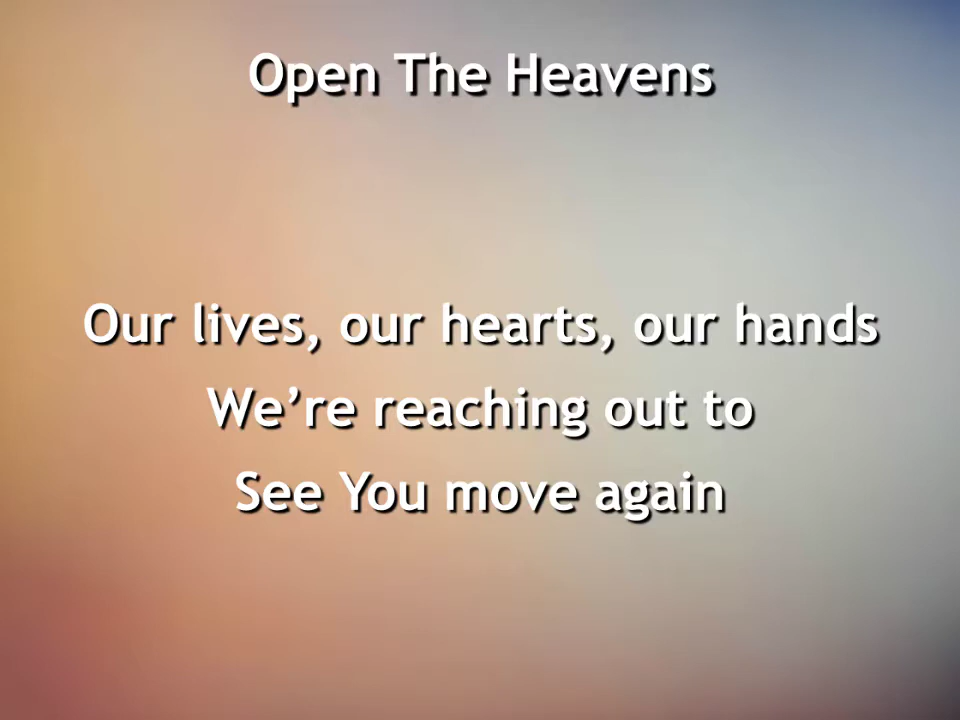 Open The Heavens
Our lives, our hearts, our hands
We’re reaching out to
See You move again